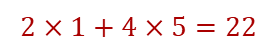 2 × 1 + 4 × 5 = 22